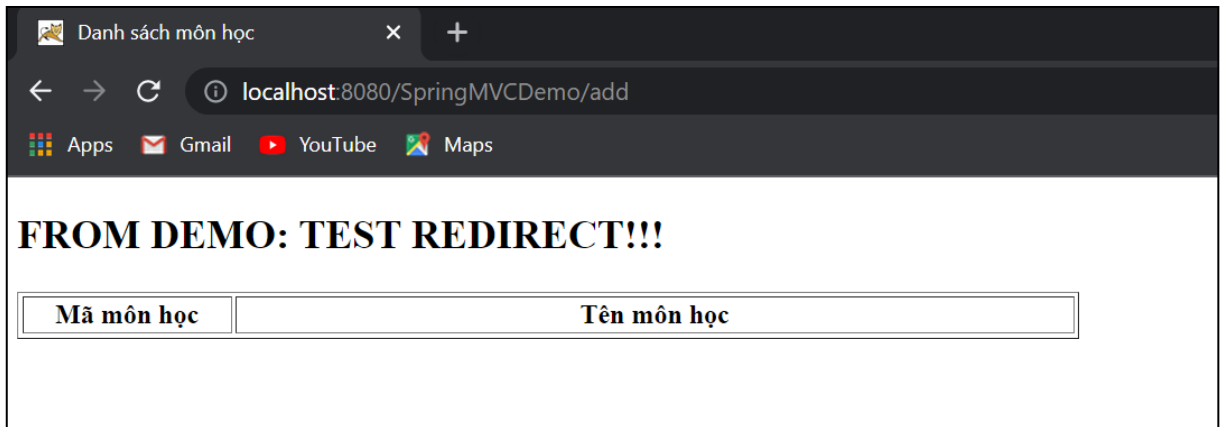 Danh sách môn học
localhost:8080/SpringMVCDemo/add
Apps Gmail YouTube Maps
FROM DEMO: TEST REDIRECT!!!
Mã môn học Tên môn học